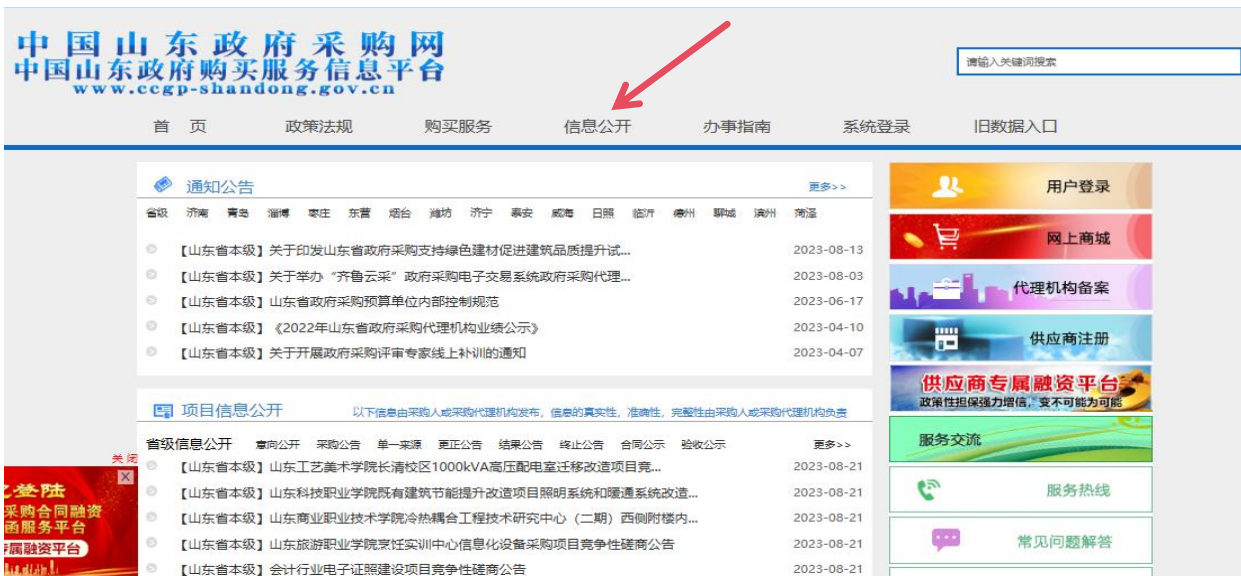 中国山东政府采购网
中国山东政府购买服务信息平台
www.ccgp-shandong.gov.cn
请输入关键词搜索
首 页 政策法规 购买服务 信息公开 办事指南 系统登录 旧数据入口
通知公告 更多>>
省级 济南 青岛 淄博 枣庄 东营 烟台 潍坊 济宁 泰安 威海 日照 临沂 德州 聊城 滨州 菏泽
【山东省本级】关于印发山东省政府采购支持绿色建材促进建筑品质提升试... 2023-08-13
【山东省本级】关于举办“齐鲁云采”政府采购电子交易系统政府采购代理... 2023-08-03
【山东省本级】山东省政府采购预算单位内部控制规范 2023-06-17
【山东省本级】《2022年山东省政府采购代理机构业绩公示》 2023-04-10
【山东省本级】关于开展政府采购评审专家线上补训的通知 2023-04-07
项目信息公开 以下信息由采购人或采购代理机构发布，信息的真实性，准确性，完整性由采购人或采购代理机构负责
省级信息公开 意向公开 采购公告 单一来源 更正公告 结果公告 终止公告 合同公示 验收公示 更多>>
【山东省本级】山东工艺美术学院长清校区1000kVA高压配电室迁移改造项目竞... 2023-08-21
【山东省本级】山东科技职业学院既有建筑节能提升改造项目照明系统和暖通系统改造... 2023-08-21
【山东省本级】山东商业职业技术学院冷热耦合工程技术研究中心（二期）西侧附楼内... 2023-08-21
【山东省本级】山东旅游职业学院烹饪实训中心信息化设备采购项目竞争性磋商公告 2023-08-21
【山东省本级】会计行业电子证照建设项目竞争性磋商公告 2023-08-21
用户登录
网上商城
代理机构备案
供应商注册
供应商专属融资平台
政策性担保强力增信，变不可能为可能
服务交流
服务热线
常见问题解答
关闭
X
登陆
采购合同融资
函服务平台
属融资平台